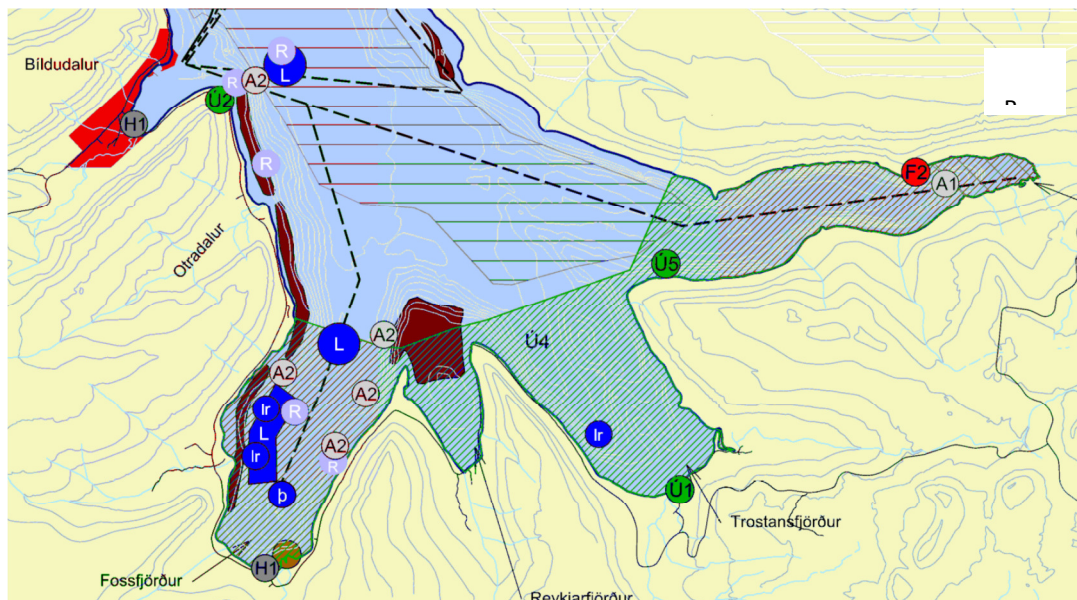 R
Bíldudalur
A2
L
R
Ú2
H1
R
F2
A1
Otradalur
Ú5
L
A2
Ú4
A2
A2
Ir
R
L
Ir
A2
Ir
R
Þ
Ú1
Trostansfjörður
H1
Fossfjörður
Reykjarfjörður